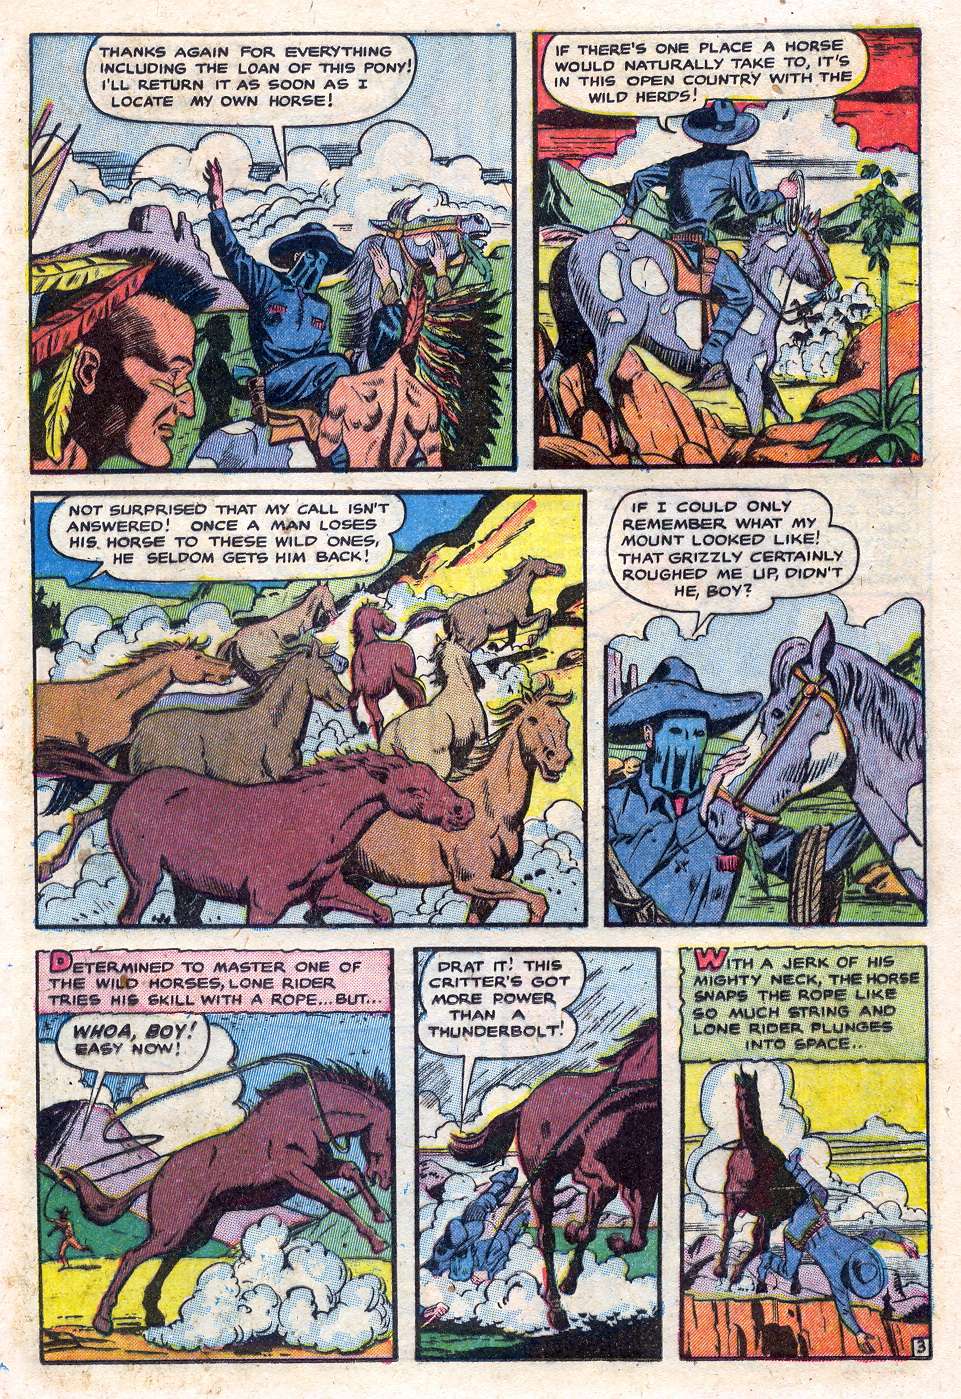 THANKS AGAIN FOR EVERYTHING
INCLUDING THE LOAN OF THIS PONY!
I'LL RETURN IT AS SOON AS I
LOCATE MY OWN HORSE!
IF THERE'S ONE PLACE A HORSE
WOULD NATURALLY TAKE TO, IT'S
IN THIS OPEN COUNTRY WITH THE
WILD HERDS!
NOT SURPRISED THAT MY CALL ISN'T
ANSWERED! ONCE A MAN LOSES
HIS HORSE TO THESE WILD ONES,
HE SELDOM GETS HIM BACK!
IF I COULD ONLY
REMEMBER WHAT MY
MOUNT LOOKED LIKE!
THAT GRIZZLY CERTAINLY
ROUGHED ME UP, DIDN'T
HE, BOY?
DETERMINED TO MASTER ONE OF
THE WILD HORSES, LONE RIDER
TRIES HIS SKILL WITH A ROPE...BUT...
WHOA, BOY!
EASY NOW!
DRAT IT! THIS
CRITTER'S GOT
MORE POWER
THAN A
THUNDERBOLT!
WITH A JERK OF HIS
MIGHTY NECK, THE HORSE
SNAPS THE ROPE LIKE
SO MUCH STRING AND
LONE RIDER PLUNGES
INTO SPACE..
3